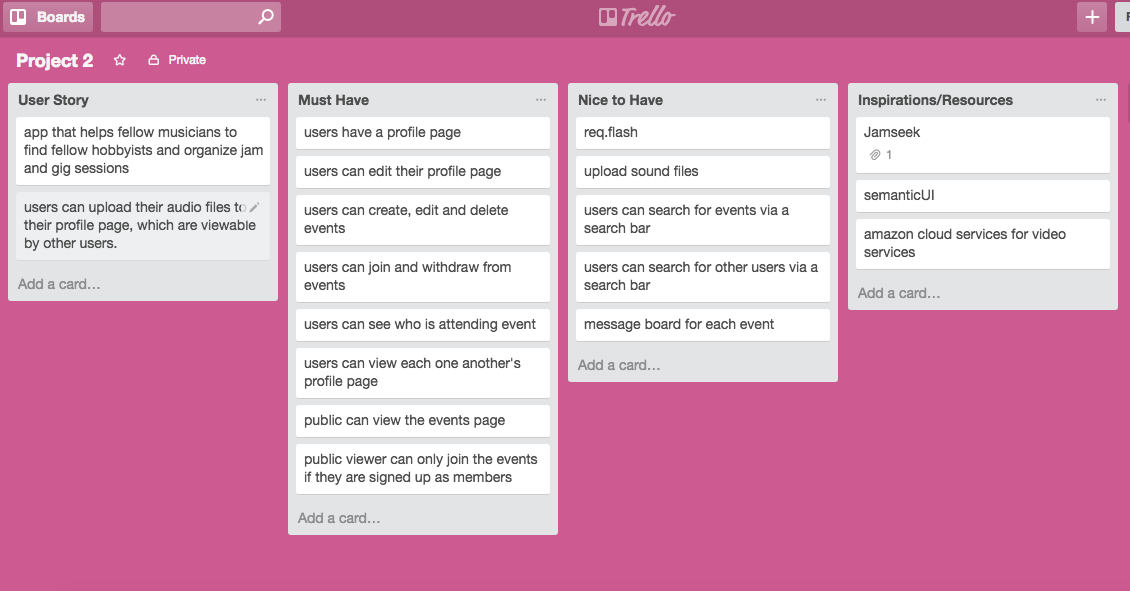 Boards
Trello
F
Project 2
Private
User Story
app that helps fellow musicians to
find fellow hobbyists and organize jam
and gig sessions
users can upload their audio files to
their profile page, which are viewable
by other users.
Add a card…
Must Have
users have a profile page
users can edit their profile page
users can create, edit and delete
events
users can join and withdraw from
events
users can see who is attending event
users can view each one another's
profile page
public can view the events page
public viewer can only join the events
if they are signed up as members
Add a card…
Nice to Have
req.flash
upload sound files
users can search for events via a
search bar
users can search for other users via a
search bar
message board for each event
Add a card…
Inspirations/Resources
Jamseek
1
semanticUI
amazon cloud services for video
services
Add a card…